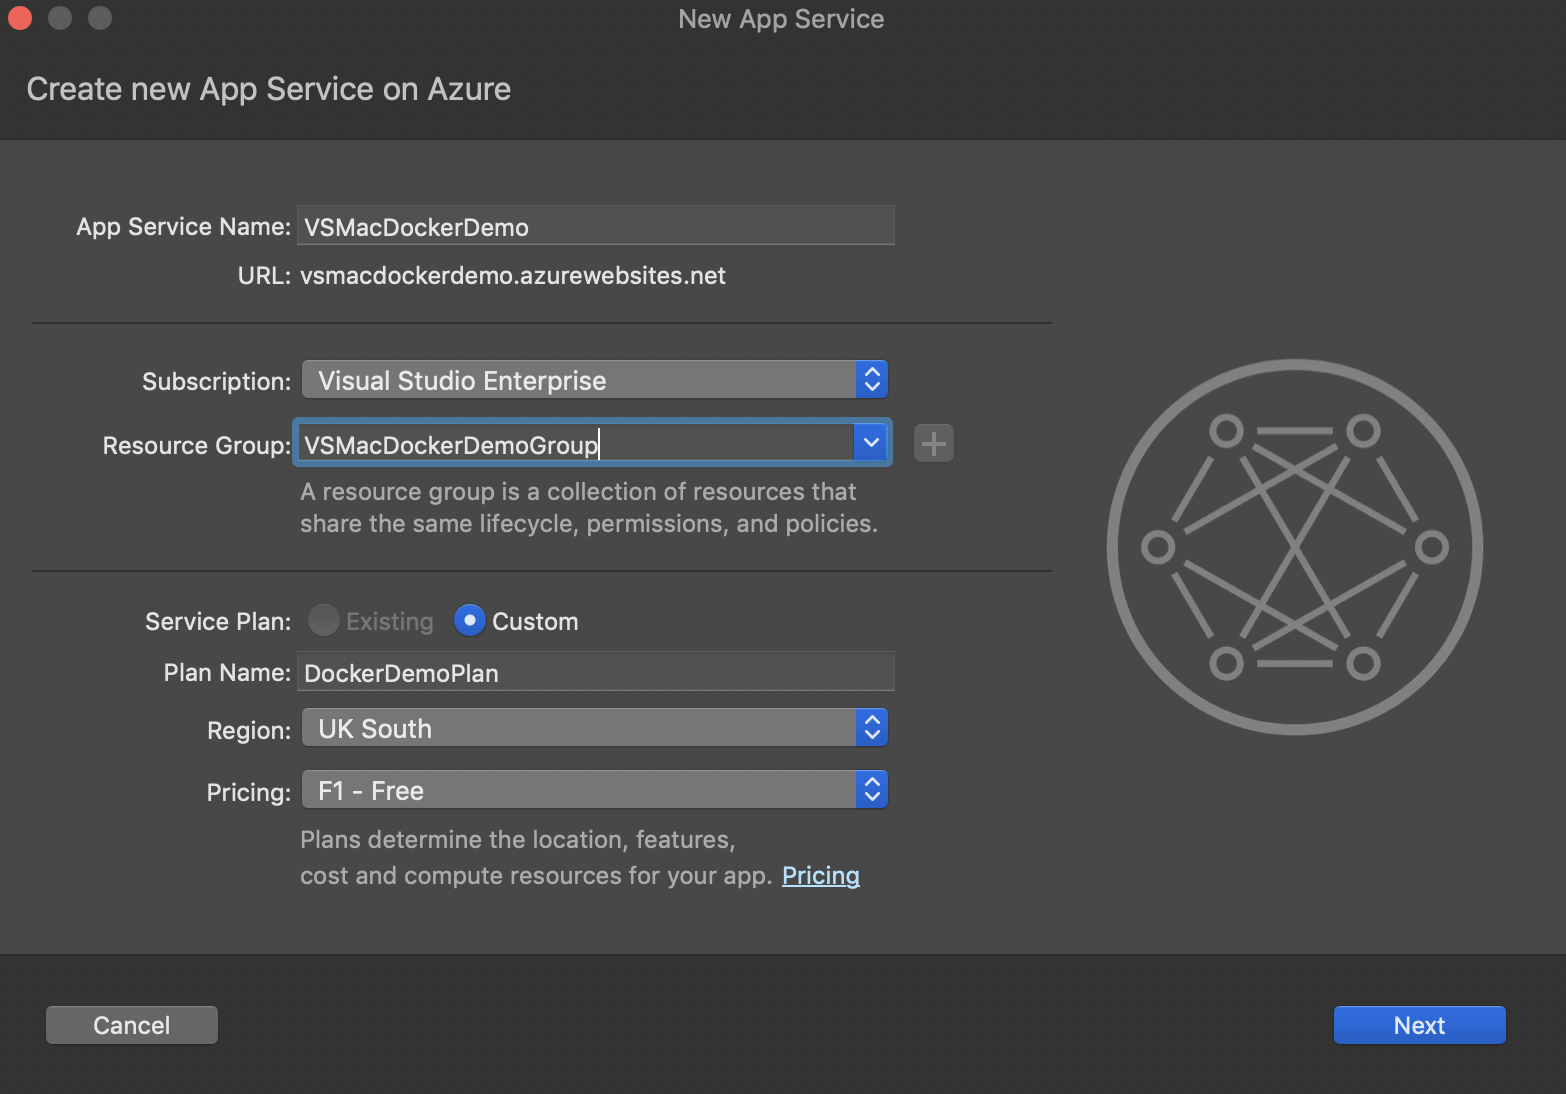 New App Service
Create new App Service on Azure
App Service Name: VSMacDockerDemo
URL: vsmacdockerdemo.azurewebsites.net
Subscription: Visual Studio Enterprise
Resource Group: VSMacDockerDemoGroup
A resource group is a collection of resources that
share the same lifecycle, permissions, and policies.
Service Plan: Existing Custom
Plan Name: DockerDemoPlan
Region: UK South
Pricing: F1 - Free
Plans determine the location, features,
cost and compute resources for your app. Pricing
Cancel Next